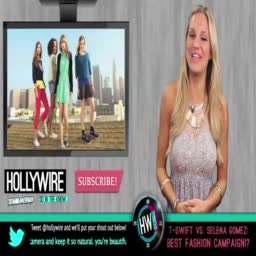 HOLLYWIRE
SUBSCRIBE!
HW
T-SWIFT VS. SELENA GOMEZ:
BEST FASHION CAMPAIGN!?
Tweet @hollywire and we'll put your shout out below!
camera and keep it so natural. you're beautifu